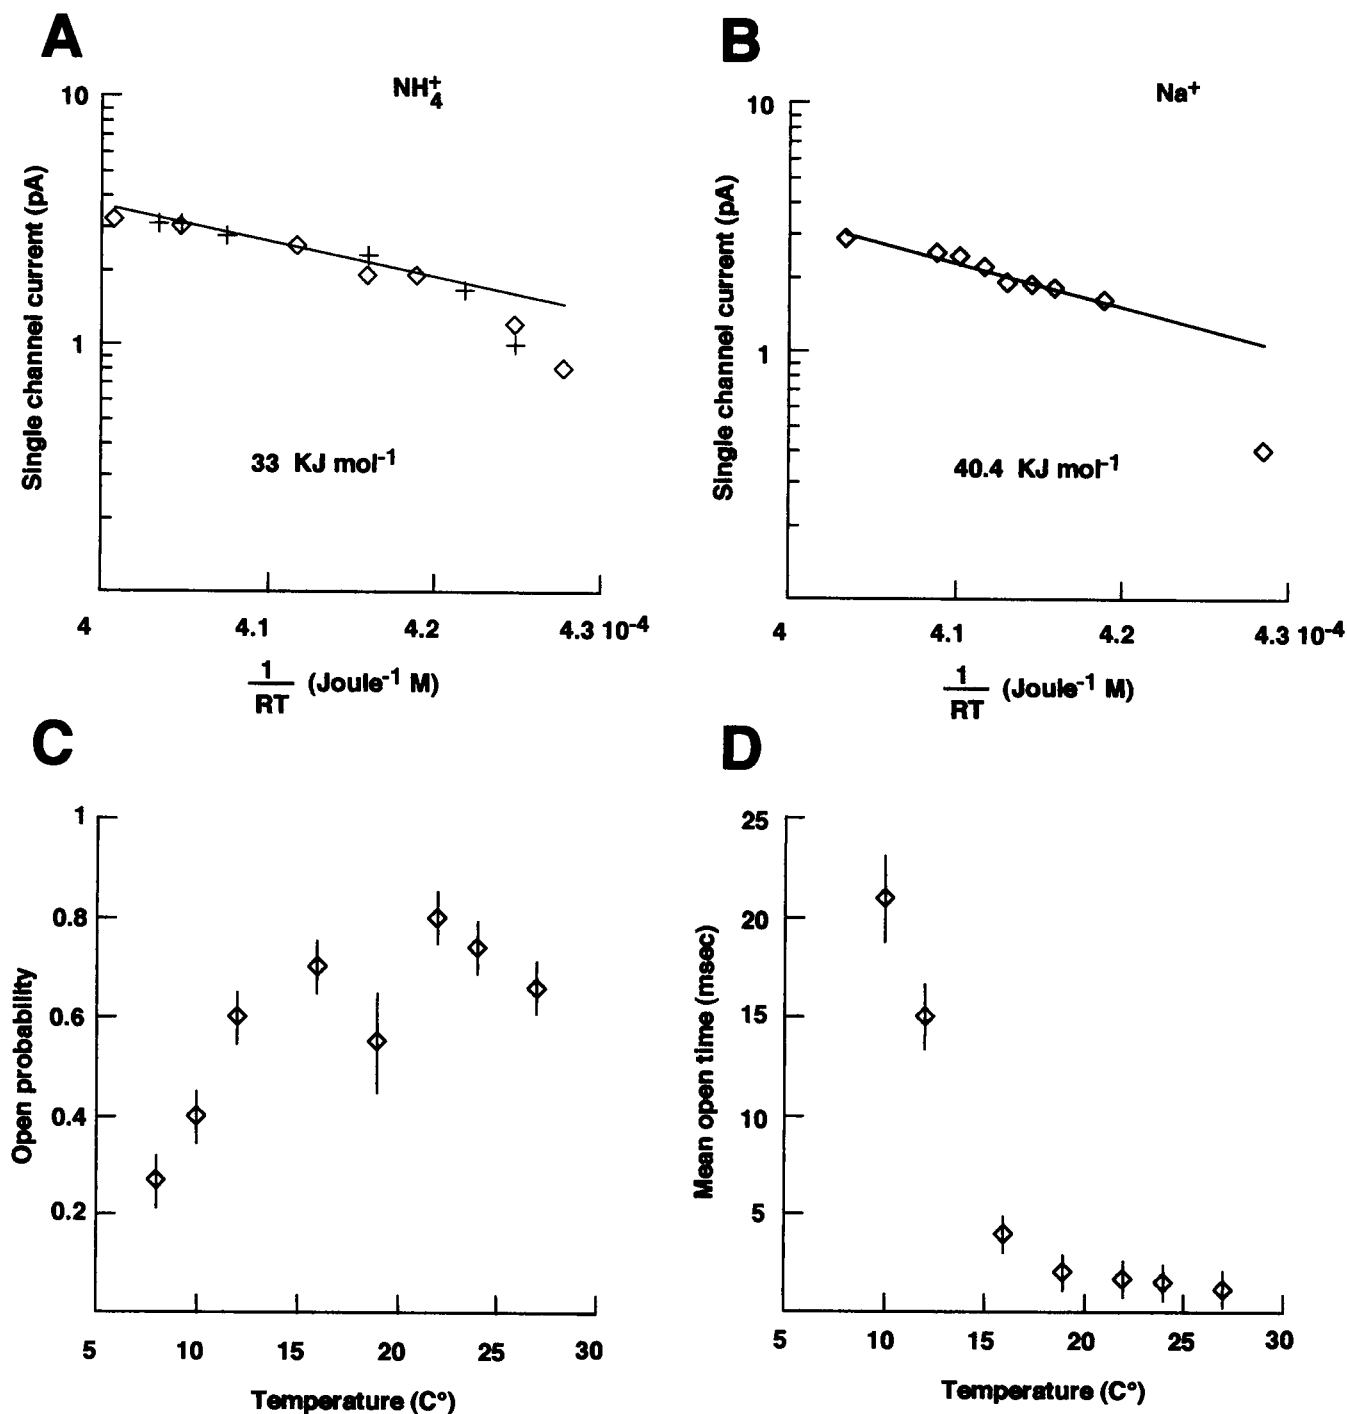 A
NH₄⁺
10
1
Single channel current (pA)
33 KJ mol⁻¹
4 4.1 4.2 4.3 10⁻⁴
1
RT
(Joule⁻¹ M)
B
Na⁺
10
1
Single channel current (pA)
40.4 KJ mol⁻¹
4 4.1 4.2 4.3 10⁻⁴
1
RT
(Joule⁻¹ M)
C
1
0.8
0.6
0.4
0.2
Open probability
5 10 15 20 25 30
Temperature (C°)
D
25
20
15
10
5
Mean open time (msec)
5 10 15 20 25 30
Temperature (C°)